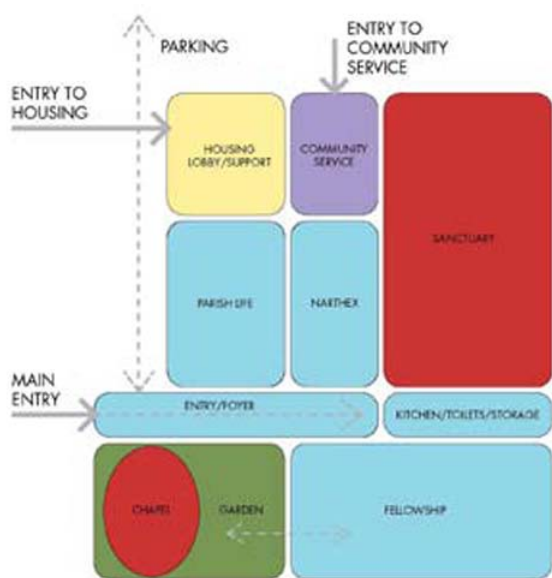 PARKING
ENTRY TO
COMMUNITY
SERVICE
ENTRY TO
HOUSING
HOUSING
LOBBY/SUPPORT
COMMUNITY
SERVICE
SANCTUARY
PARISH LIFE
NARTHEX
MAIN
ENTRY
ENTRY/FOYER
KITCHEN/TOILETS/STORAGE
CHAPEL
GARDEN
FELLOWSHIP